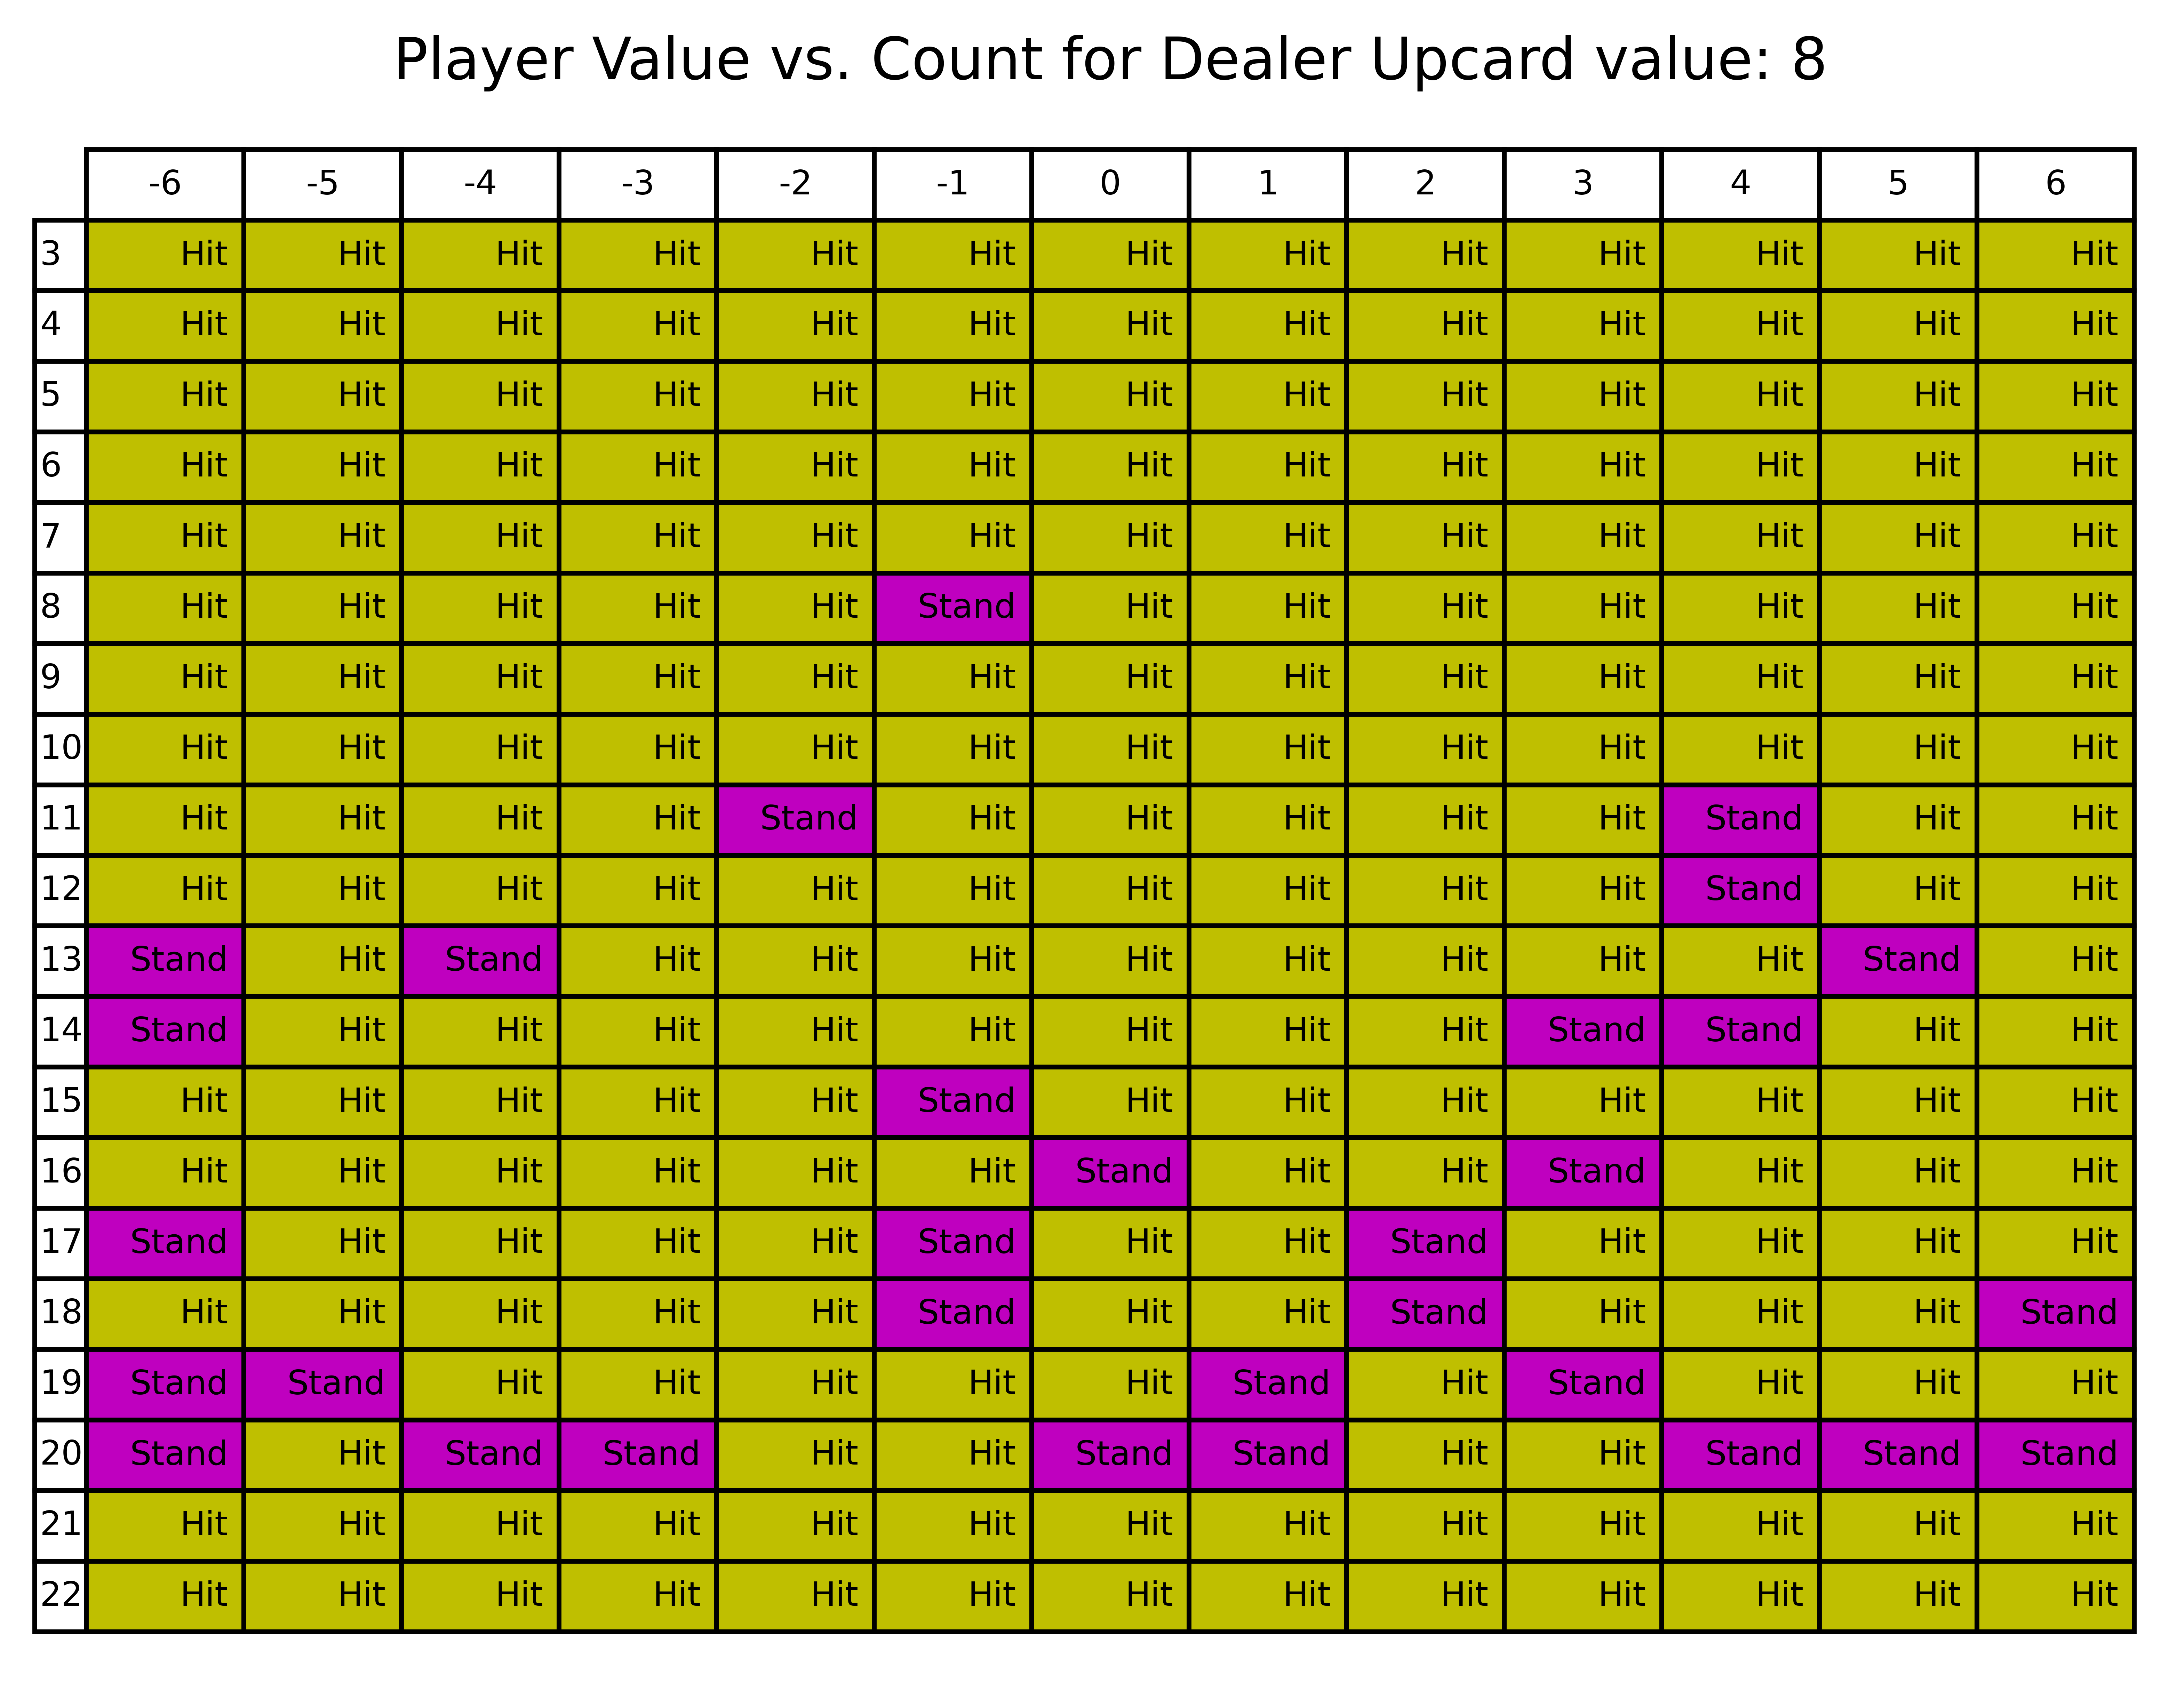 Player Value vs. Count for Dealer Upcard value: 8
-6 -5 -4 -3 -2 -1 0 1 2 3 4 5 6
3 Hit Hit Hit Hit Hit Hit Hit Hit Hit Hit Hit Hit Hit
4 Hit Hit Hit Hit Hit Hit Hit Hit Hit Hit Hit Hit Hit
5 Hit Hit Hit Hit Hit Hit Hit Hit Hit Hit Hit Hit Hit
6 Hit Hit Hit Hit Hit Hit Hit Hit Hit Hit Hit Hit Hit
7 Hit Hit Hit Hit Hit Hit Hit Hit Hit Hit Hit Hit Hit
8 Hit Hit Hit Hit Hit Stand Hit Hit Hit Hit Hit Hit Hit
9 Hit Hit Hit Hit Hit Hit Hit Hit Hit Hit Hit Hit Hit
10 Hit Hit Hit Hit Hit Hit Hit Hit Hit Hit Hit Hit Hit
11 Hit Hit Hit Hit Stand Hit Hit Hit Hit Hit Stand Hit Hit
12 Hit Hit Hit Hit Hit Hit Hit Hit Hit Hit Stand Hit Hit
13 Stand Hit Stand Hit Hit Hit Hit Hit Hit Hit Hit Stand Hit
14 Stand Hit Hit Hit Hit Hit Hit Hit Hit Stand Stand Hit Hit
15 Hit Hit Hit Hit Hit Stand Hit Hit Hit Hit Hit Hit Hit
16 Hit Hit Hit Hit Hit Hit Stand Hit Hit Stand Hit Hit Hit
17 Stand Hit Hit Hit Hit Stand Hit Hit Stand Hit Hit Hit Hit
18 Hit Hit Hit Hit Hit Stand Hit Hit Stand Hit Hit Hit Stand
19 Stand Stand Hit Hit Hit Hit Hit Stand Hit Stand Hit Hit Hit
20 Stand Hit Stand Stand Hit Hit Stand Stand Hit Hit Stand Stand Stand
21 Hit Hit Hit Hit Hit Hit Hit Hit Hit Hit Hit Hit Hit
22 Hit Hit Hit Hit Hit Hit Hit Hit Hit Hit Hit Hit Hit